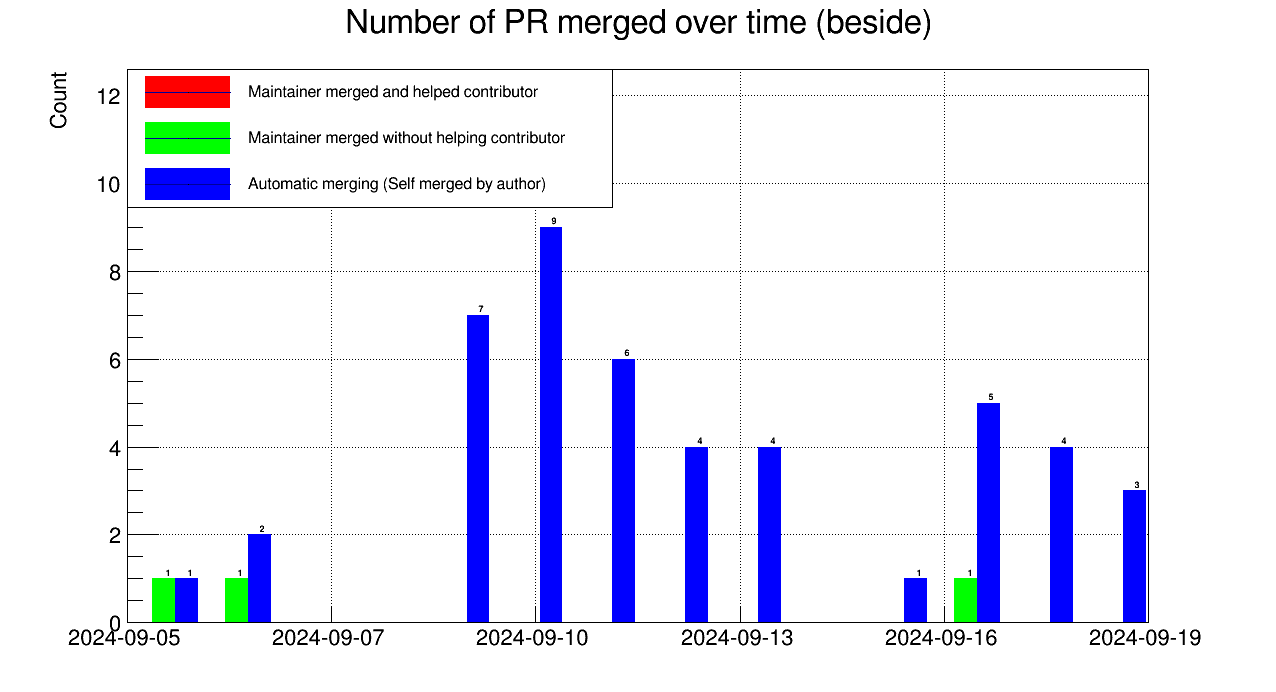 Number of PR merged over time (beside)
Count
Maintainer merged and helped contributor
Maintainer merged without helping contributor
Automatic merging (Self merged by author)
12
10
8
6
4
2
0
1 1 1 2 7 9 6 4 4 1 1 5 4 3
2024-09-05 2024-09-07 2024-09-10 2024-09-13 2024-09-16 2024-09-19